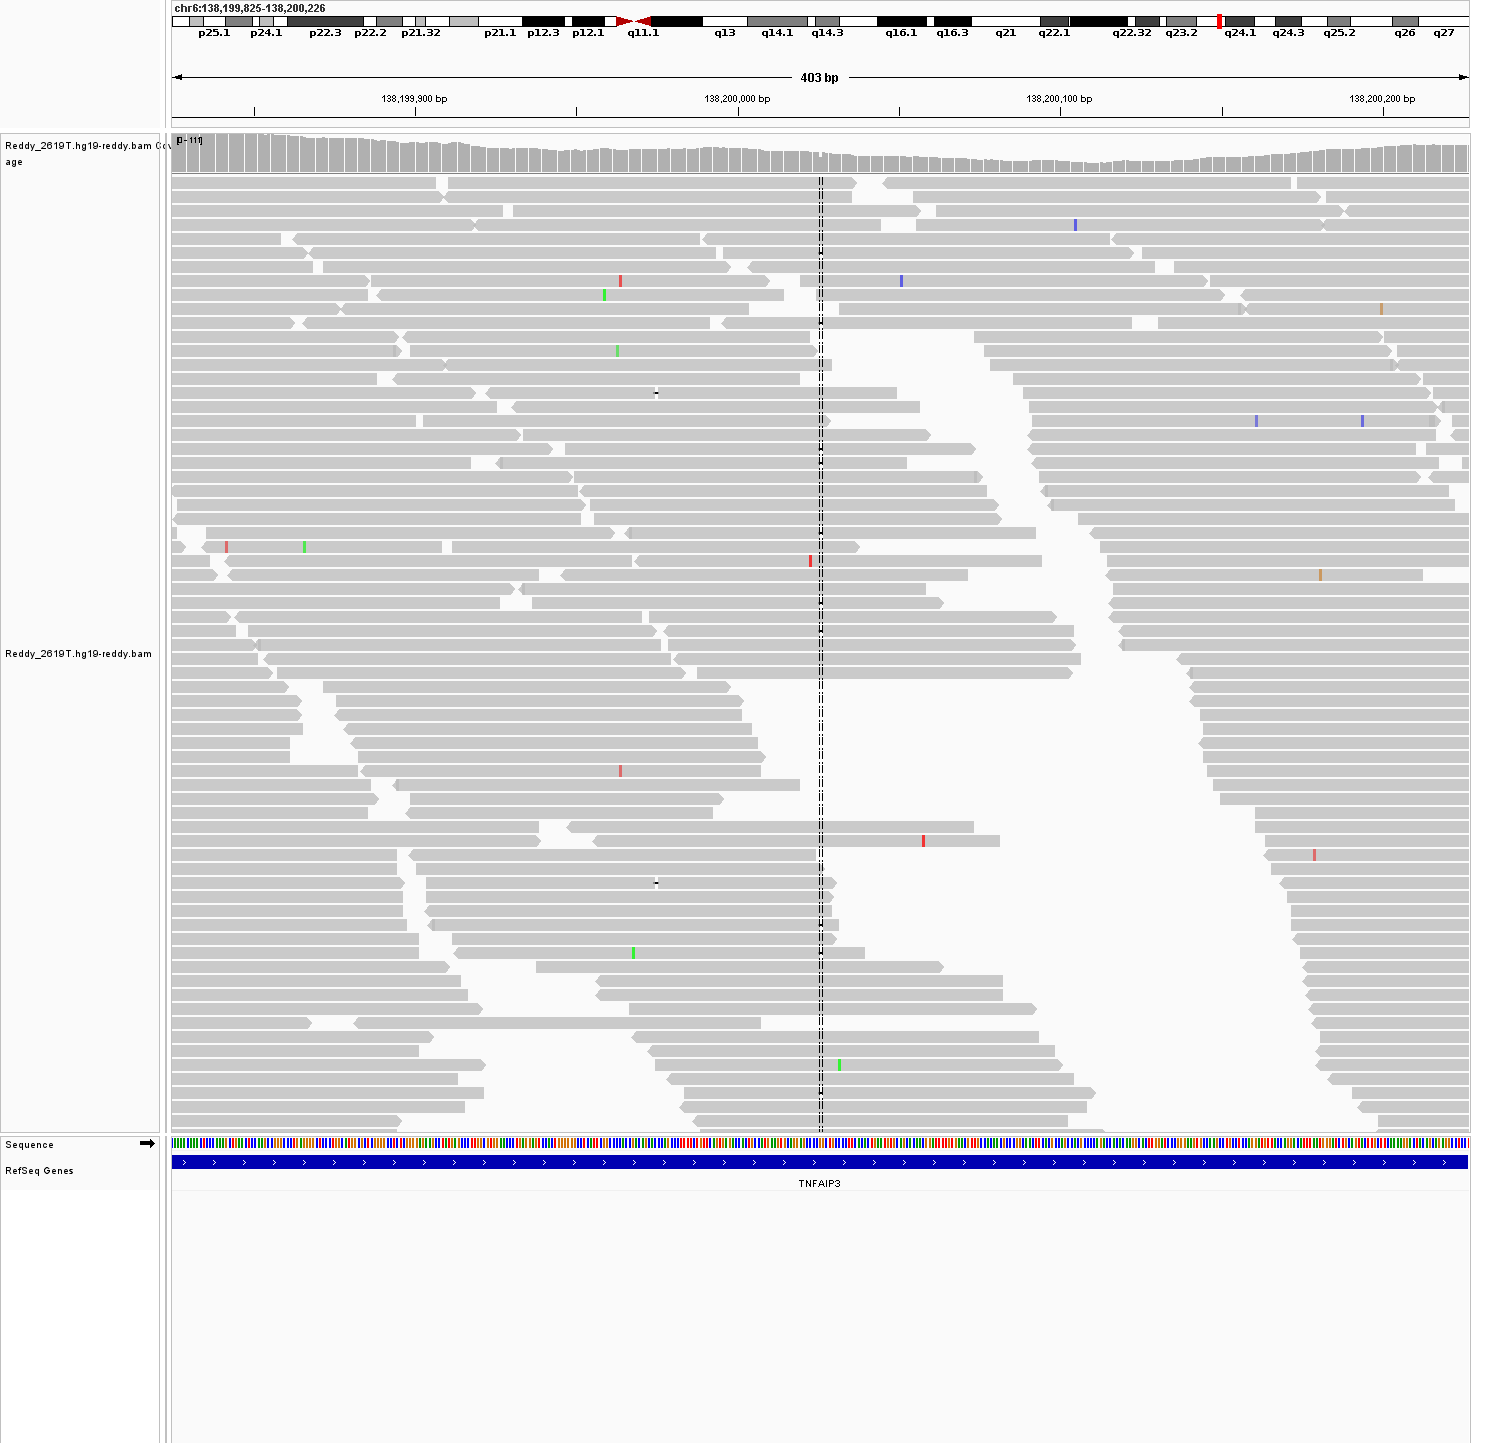 chr6:138,199,825-138,200,226
p25.1 p24.1 p22.3 p22.2 p21.32 p21.1 p12.3 p12.1 q11.1 q13 q14.1 q14.3 q16.1 q16.3 q21 q22.1 q22.32 q23.2 q24.1 q24.3 q25.2 q26 q27
403 bp
138,199,900 bp 138,200,000 bp 138,200,100 bp 138,200,200 bp
[0 - 111]
Reddy_2619T.hg19-reddy.bam Cov
age
Reddy_2619T.hg19-reddy.bam
Sequence
RefSeq Genes
TNFAIP3